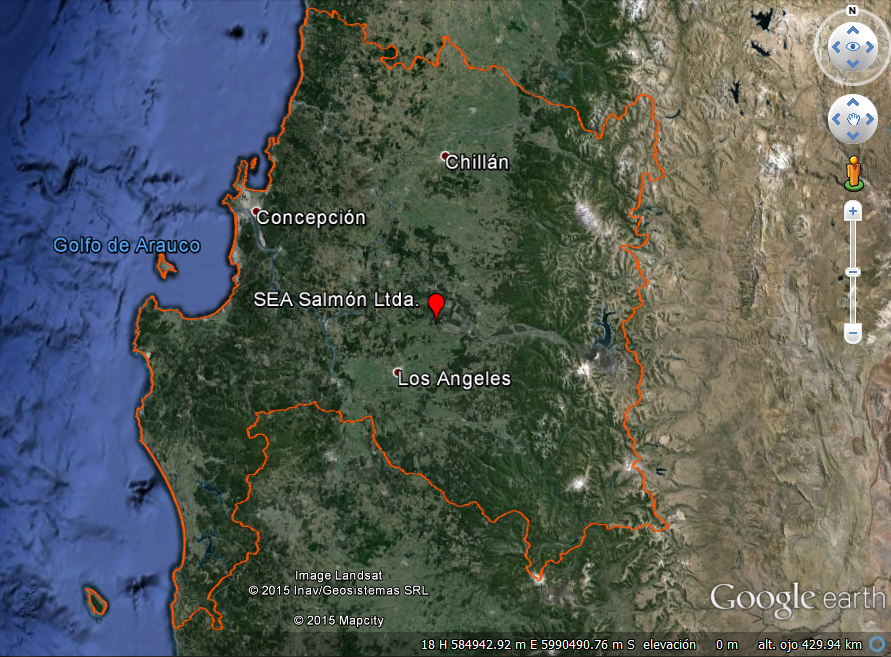 N
Chillán
Concepción
Golfo de Arauco
SEA Salmón Ltda.
Los Angeles
Image Landsat
© 2015 Inav/Geosistemas SRL
© 2015 Mapcity
Google earth
18 H 584942.92 m E 5990490.76 m S elevación 0 m alt. ojo 429.94 km